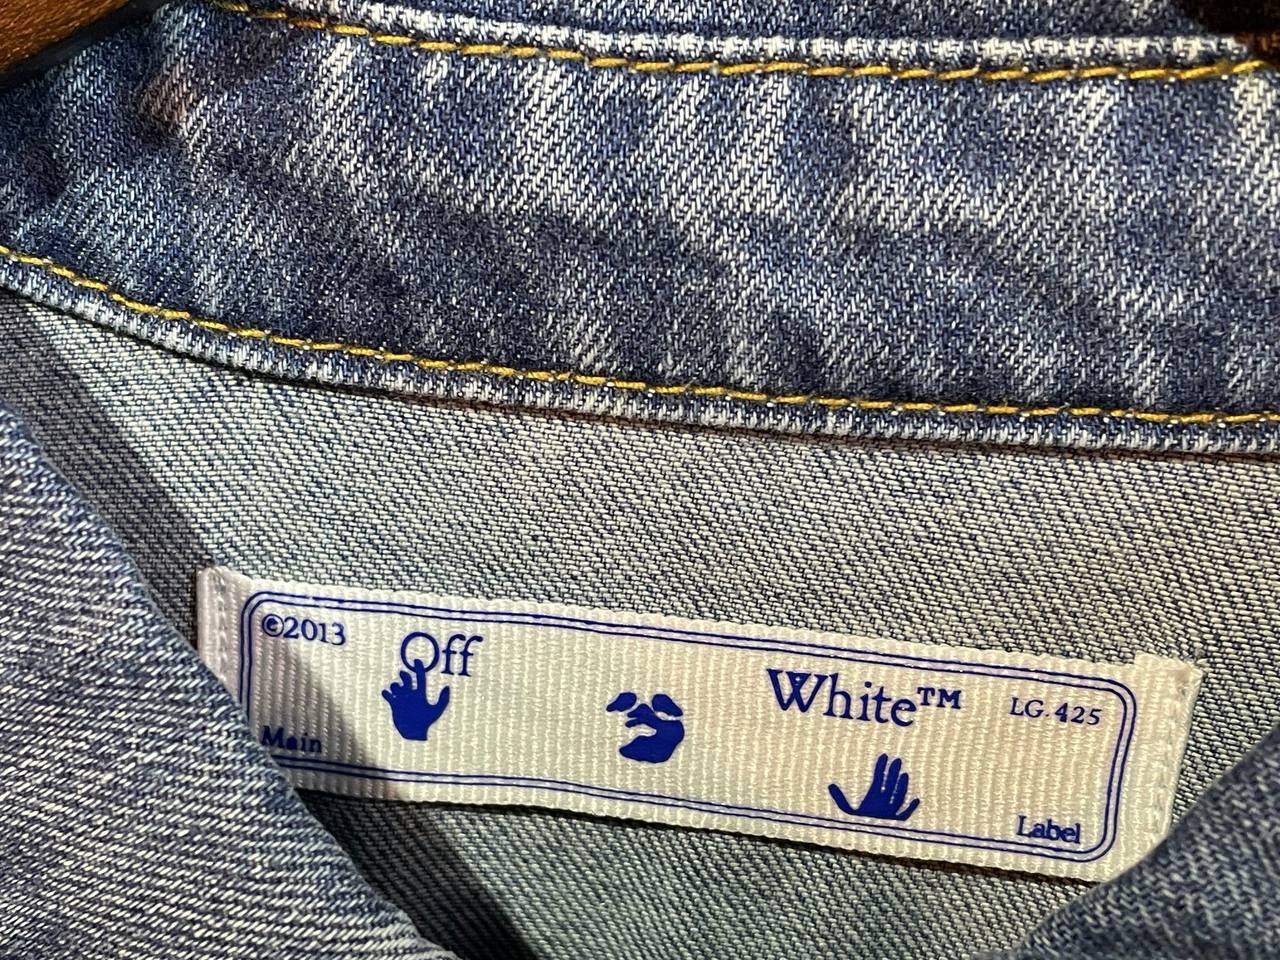 ©2013 Off White™ LG. 425
Main Label